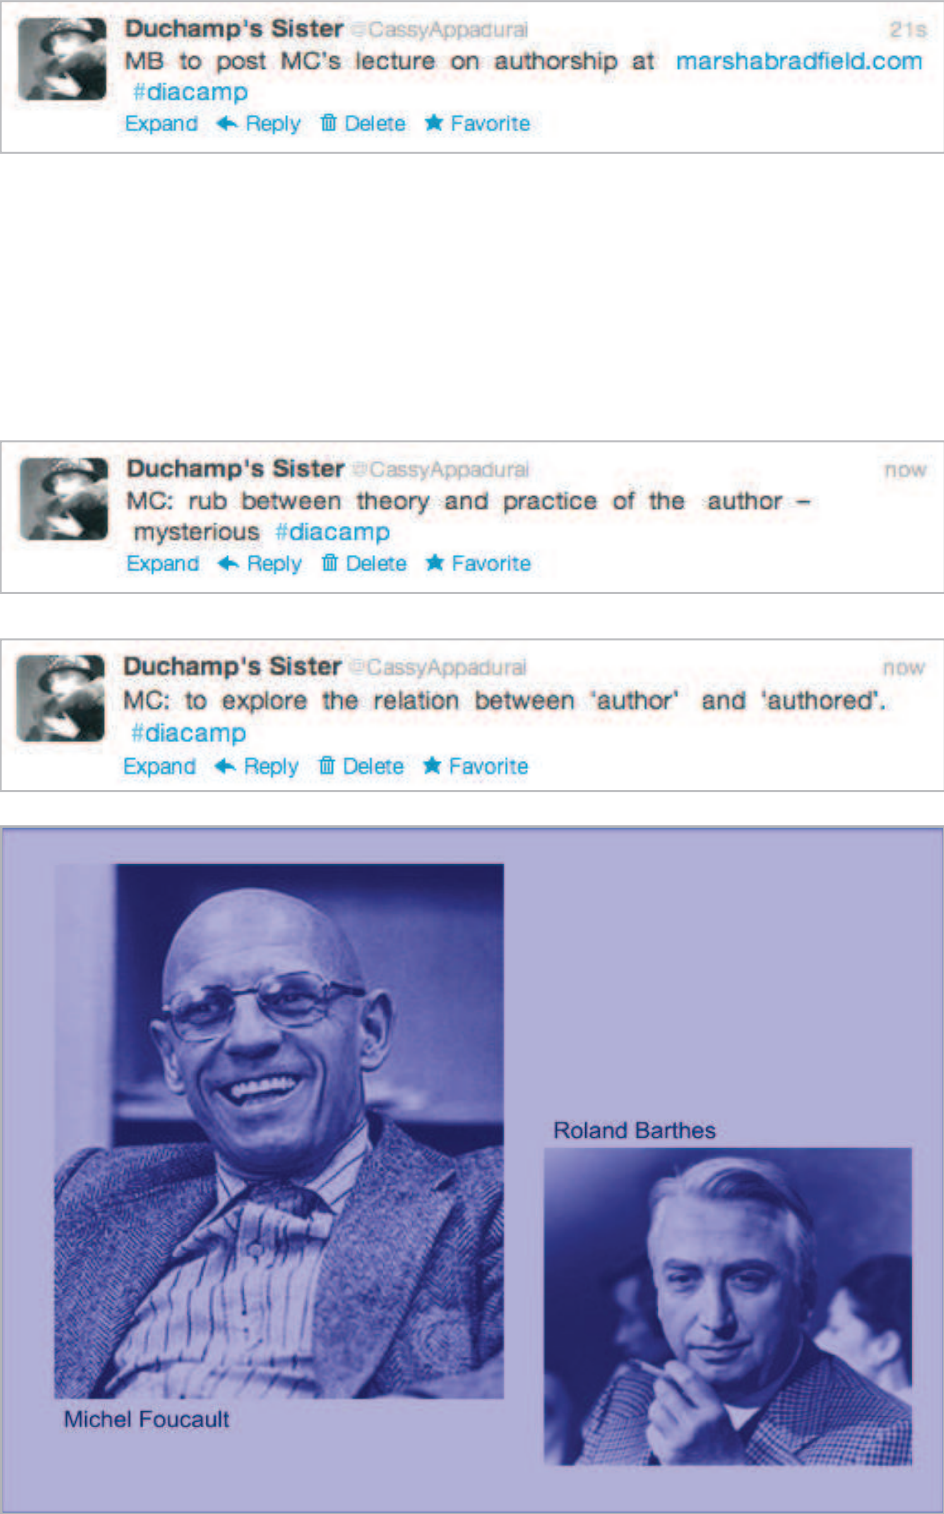 Duchamp's Sister @CassyAppadurai 21s
MB to post MC's lecture on authorship at marshabradfield.com
#diacamp
Expand Reply Delete Favorite
Duchamp's Sister @CassyAppadurai now
MC: rub between theory and practice of the author –
mysterious #diacamp
Expand Reply Delete Favorite
Duchamp's Sister @CassyAppadurai now
MC: to explore the relation between 'author' and 'authored'.
#diacamp
Expand Reply Delete Favorite
Roland Barthes
Michel Foucault